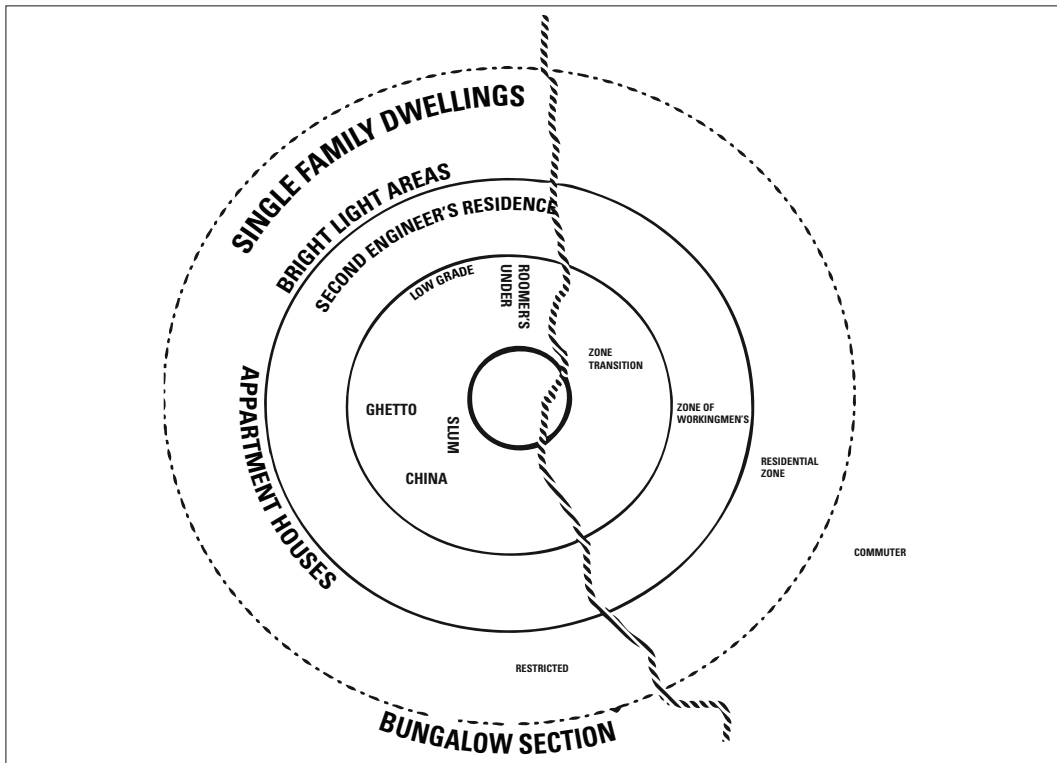 SINGLE FAMILY DWELLINGS
BRIGHT LIGHT AREAS
SECOND ENGINEER'S RESIDENCE
LOW GRADE
ROOMER'S
UNDER
ZONE
TRANSITION
GHETTO
SLUM
CHINA
ZONE OF
WORKINGMEN'S
APPARTMENT HOUSES
RESIDENTIAL
ZONE
COMMUTER
RESTRICTED
BUNGALOW SECTION